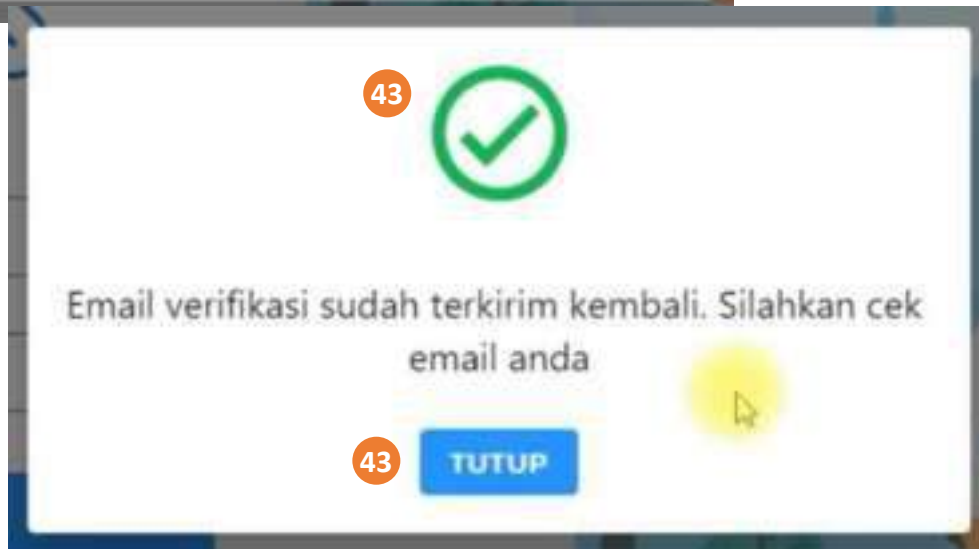 43
Email verifikasi sudah terkirim kembali. Silahkan cek
email anda
43 TUTUP